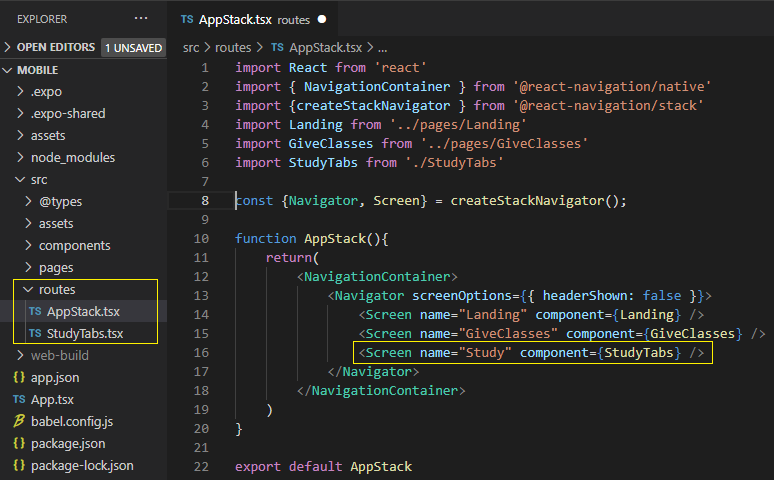 EXPLORER ...
OPEN EDITORS 1 UNSAVED
MOBILE
.expo
.expo-shared
assets
node_modules
src
@types
assets
components
pages
routes
TS AppStack.tsx
TS StudyTabs.tsx
web-build
{} app.json
TS App.tsx
babel.config.js
{} package.json
{} package-lock.json
TS AppStack.tsx routes
src > routes > TS AppStack.tsx > ...
1 import React from 'react'
2 import { NavigationContainer } from '@react-navigation/native'
3 import {createStackNavigator } from '@react-navigation/stack'
4 import Landing from '../pages/Landing'
5 import GiveClasses from '../pages/GiveClasses'
6 import StudyTabs from './StudyTabs'
7
8 const {Navigator, Screen} = createStackNavigator();
9
10 function AppStack(){
11 return(
12 <NavigationContainer>
13 <Navigator screenOptions={{ headerShown: false }}>
14 <Screen name="Landing" component={Landing} />
15 <Screen name="GiveClasses" component={GiveClasses} />
16 <Screen name="Study" component={StudyTabs} />
17 </Navigator>
18 </NavigationContainer>
19 )
20 }
21
22 export default AppStack